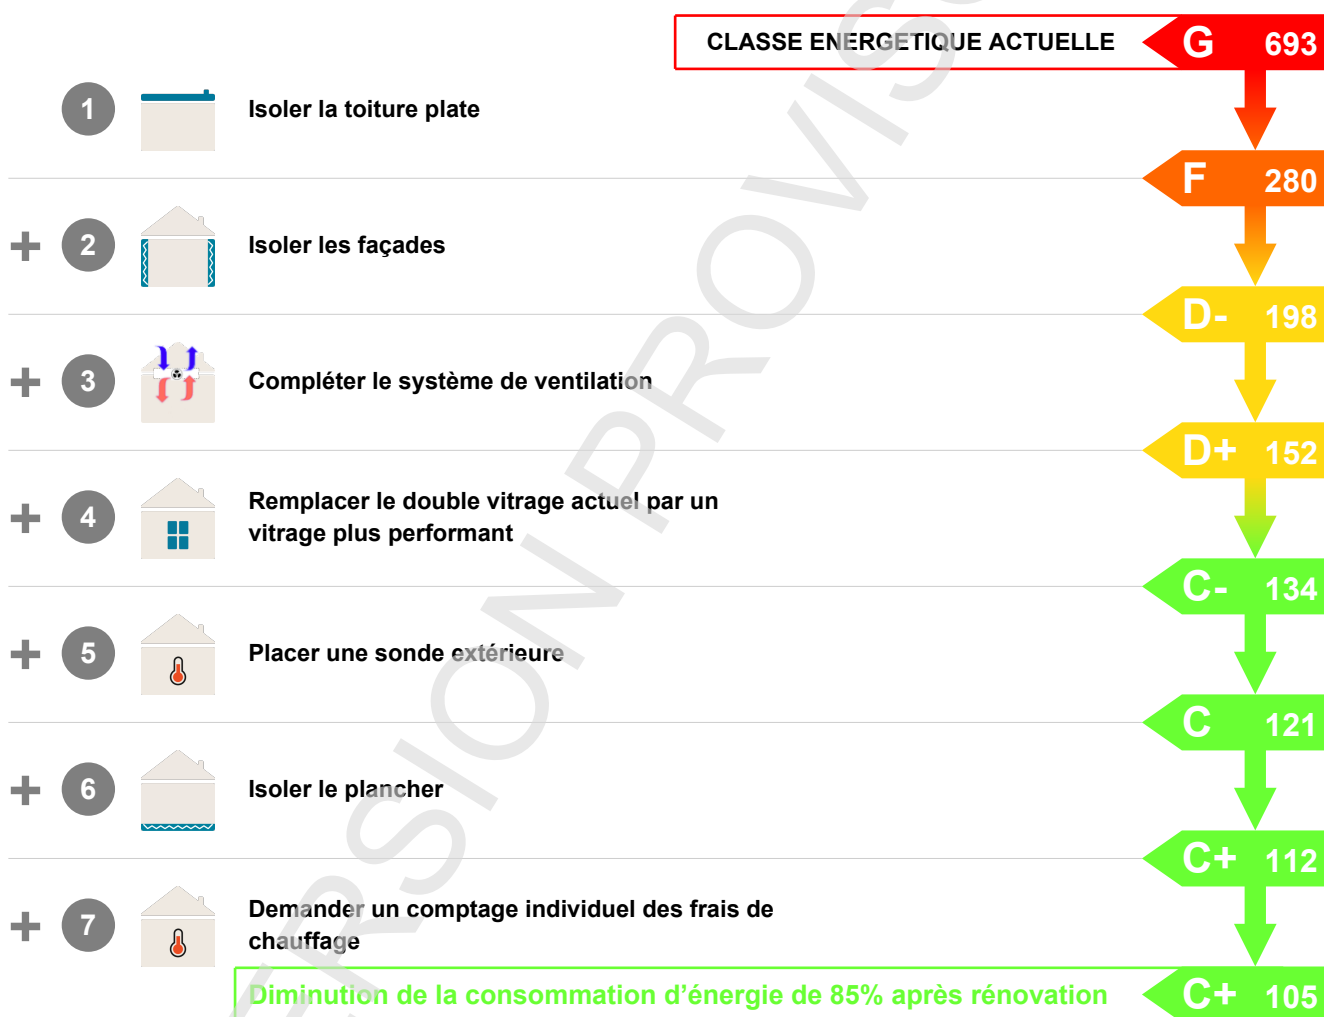 CLASSE ENERGETIQUE ACTUELLE G 693
1 Isoler la toiture plate
F 280
+ 2 Isoler les façades
D- 198
+ 3 Compléter le système de ventilation
D+ 152
+ 4 Remplacer le double vitrage actuel par un
vitrage plus performant
C- 134
+ 5 Placer une sonde extérieure
C 121
+ 6 Isoler le plancher
C+ 112
+ 7 Demander un comptage individuel des frais de
chauffage
Diminution de la consommation d’énergie de 85% après rénovation C+ 105